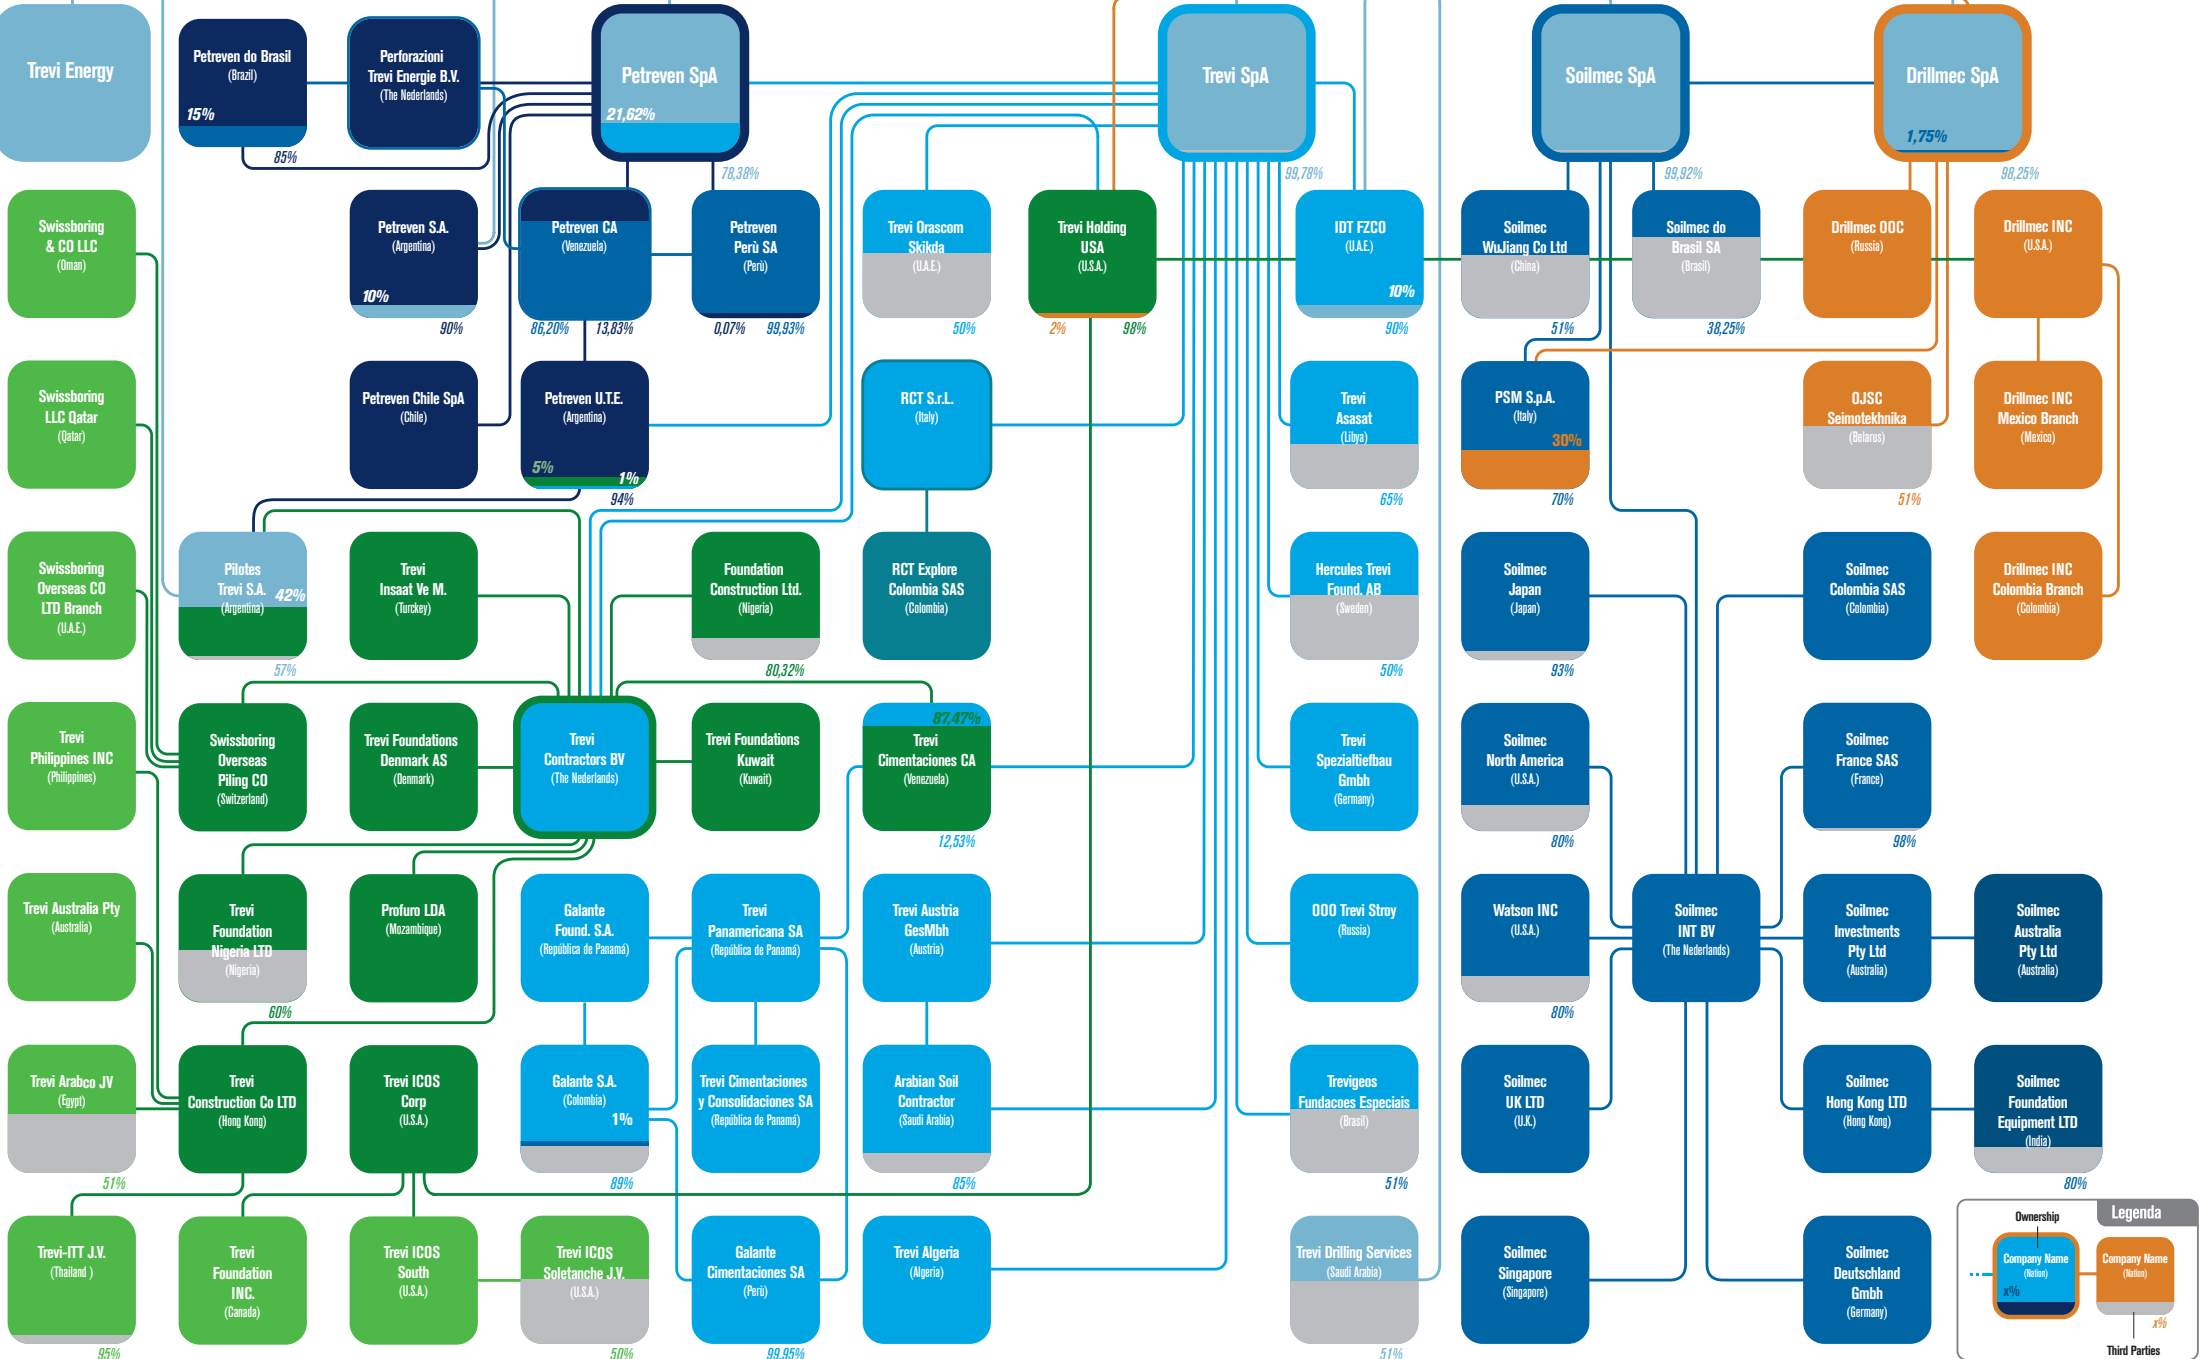 Trevi Energy
Petreven do Brasil
(Brazil)
15%
85%
Perforazioni
Trevi Energie B.V.
(The Nederlands)
Petreven SpA
21,62%
78,38%
Trevi SpA
99,78%
Soilmec SpA
99,92%
Drillmec SpA
1,75%
98,25%
Swissboring
& CO LLC
(Oman)
Petreven S.A.
(Argentina)
10%
90%
Petreven CA
(Venezuela)
86,20%
13,83%
Petreven
Perù SA
(Perù)
0,07%
99,93%
Trevi Orascom
Skikda
(U.A.E.)
50%
Trevi Holding
USA
(U.S.A.)
2%
98%
IDT FZCO
(U.A.E.)
10%
90%
Soilmec
WuJiang Co Ltd
(China)
51%
Soilmec do
Brasil SA
(Brasil)
38,25%
Drillmec OOC
(Russia)
Drillmec INC
(U.S.A.)
Swissboring
LLC Qatar
(Qatar)
Petreven Chile SpA
(Chile)
Petreven U.T.E.
(Argentina)
5%
1%
94%
RCT S.r.L.
(Italy)
Trevi
Asasat
(Libya)
65%
PSM S.p.A.
(Italy)
30%
70%
OJSC
Seimotekhnika
(Belarus)
51%
Drillmec INC
Mexico Branch
(Mexico)
Swissboring
Overseas CO
LTD Branch
(U.A.E.)
Pilotes
Trevi S.A.
(Argentina)
42%
57%
Trevi
Insaat Ve M.
(Turckey)
Foundation
Construction Ltd.
(Nigeria)
80,32%
RCT Explore
Colombia SAS
(Colombia)
Hercules Trevi
Found. AB
(Sweden)
50%
Soilmec
Japan
(Japan)
93%
Soilmec
Colombia SAS
(Colombia)
Drillmec INC
Colombia Branch
(Colombia)
Trevi
Philippines INC
(Philippines)
Swissboring
Overseas
Piling CO
(Switzerland)
Trevi Foundations
Denmark AS
(Denmark)
Trevi
Contractors BV
(The Nederlands)
Trevi Foundations
Kuwait
(Kuwait)
87,47%
Trevi
Cimentaciones CA
(Venezuela)
12,53%
Trevi
Spezialtiefbau
Gmbh
(Germany)
Soilmec
North America
(U.S.A.)
80%
Soilmec
France SAS
(France)
98%
Trevi Australia Pty
(Australia)
Trevi
Foundation
Nigeria LTD
(Nigeria)
60%
Profuro LDA
(Mozambique)
Galante
Found. S.A.
(República de Panamá)
Trevi
Panamericana SA
(República de Panamá)
Trevi Austria
GesMbh
(Austria)
OOO Trevi Stroy
(Russia)
Watson INC
(U.S.A.)
80%
Soilmec
INT BV
(The Nederlands)
Soilmec
Investments
Pty Ltd
(Australia)
Soilmec
Australia
Pty Ltd
(Australia)
Trevi Arabco JV
(Egypt)
51%
Trevi
Construction Co LTD
(Hong Kong)
Trevi ICOS
Corp
(U.S.A.)
Galante S.A.
(Colombia)
1%
89%
Trevi Cimentaciones
y Consolidaciones SA
(República de Panamá)
Arabian Soil
Contractor
(Saudi Arabia)
85%
Trevigeos
Fundacoes Especiais
(Brasil)
51%
Soilmec
UK LTD
(U.K.)
Soilmec
Hong Kong LTD
(Hong Kong)
Soilmec
Foundation
Equipment LTD
(India)
80%
Trevi-ITT J.V.
(Thailand )
95%
Trevi
Foundation
INC.
(Canada)
Trevi ICOS
South
(U.S.A.)
Trevi ICOS
Soletanche J.V.
(U.S.A.)
50%
Galante
Cimentaciones SA
(Perù)
99,95%
Trevi Algeria
(Algeria)
Trevi Drilling Services
(Saudi Arabia)
51%
Soilmec
Singapore
(Singapore)
Soilmec
Deutschland
Gmbh
(Germany)
Legenda
Ownership
Company Name
(Nation)
x%
Company Name
(Nation)
x%
Third Parties